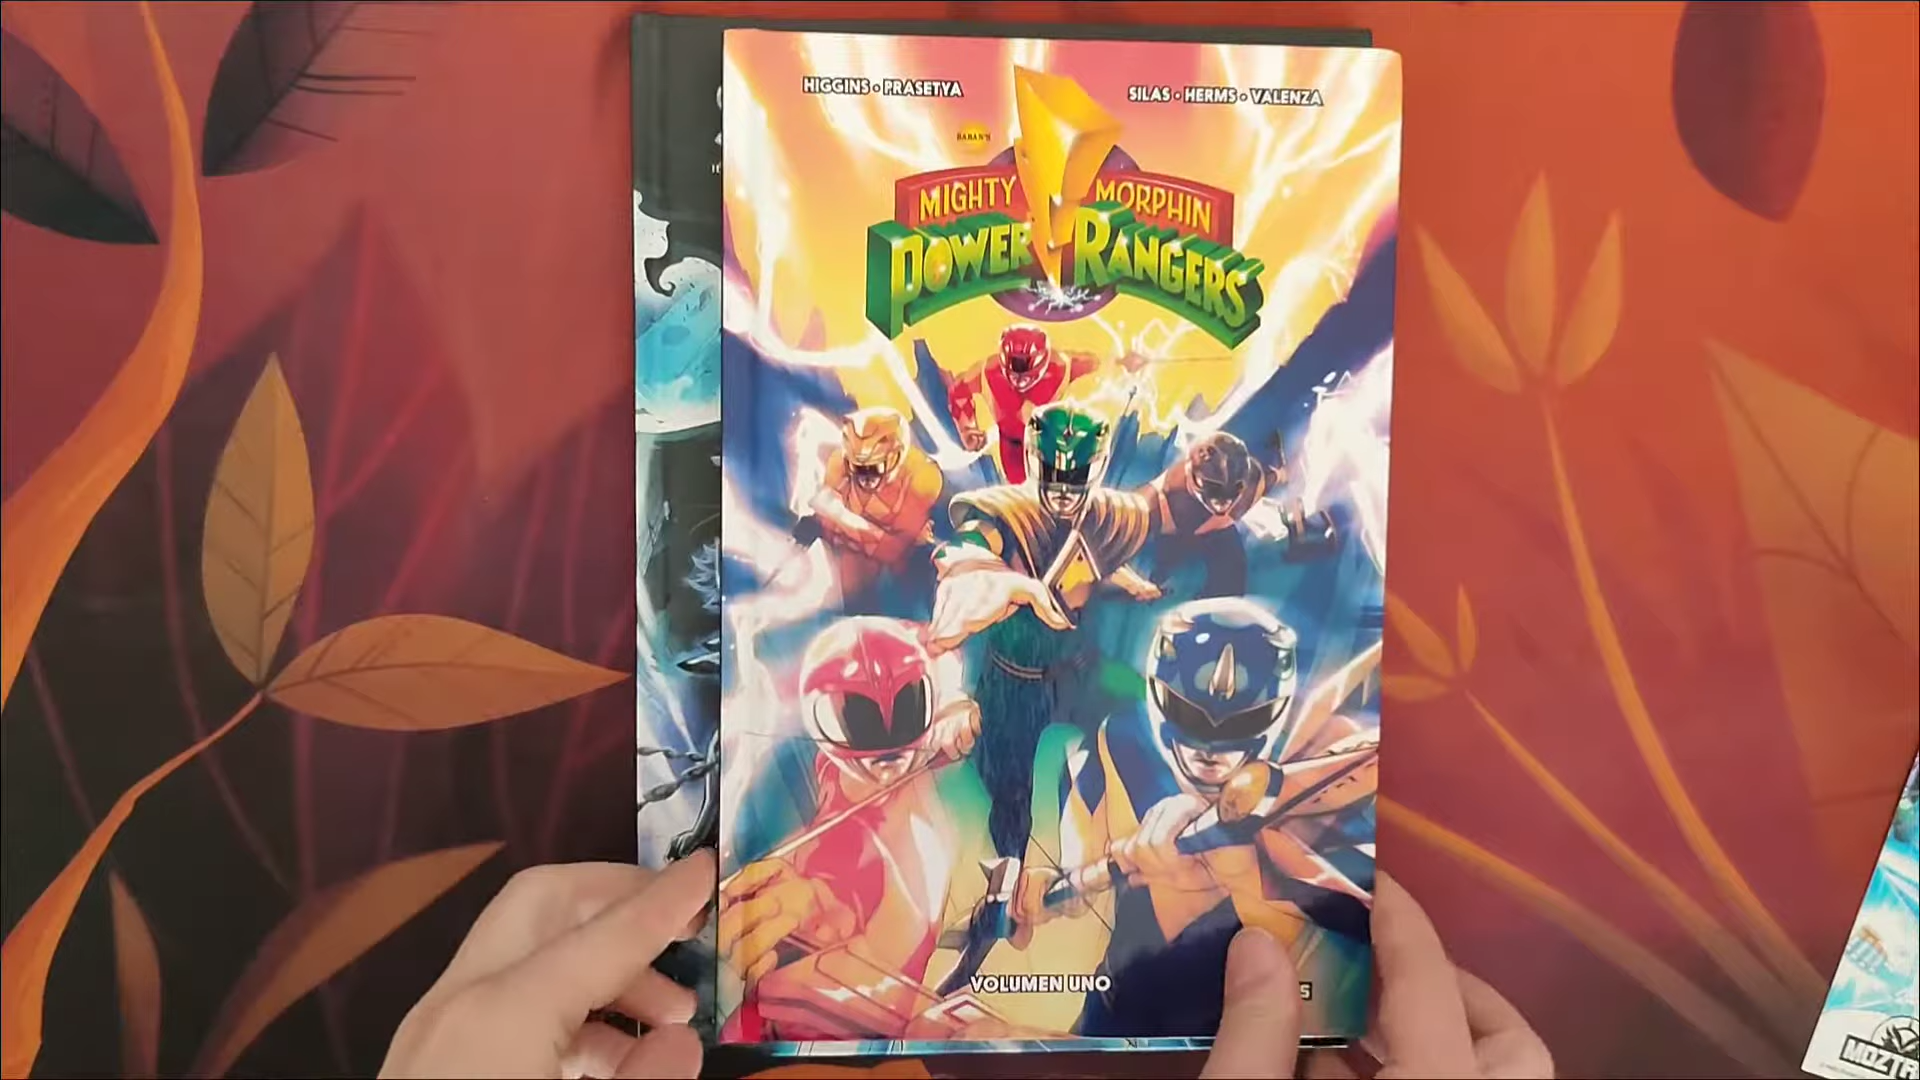 HIGGINS • PRASETYA
SILAS • HERMS • VALENZA
SABAN'S
MIGHTY MORPHIN
POWER RANGERS
VOLUMEN UNO